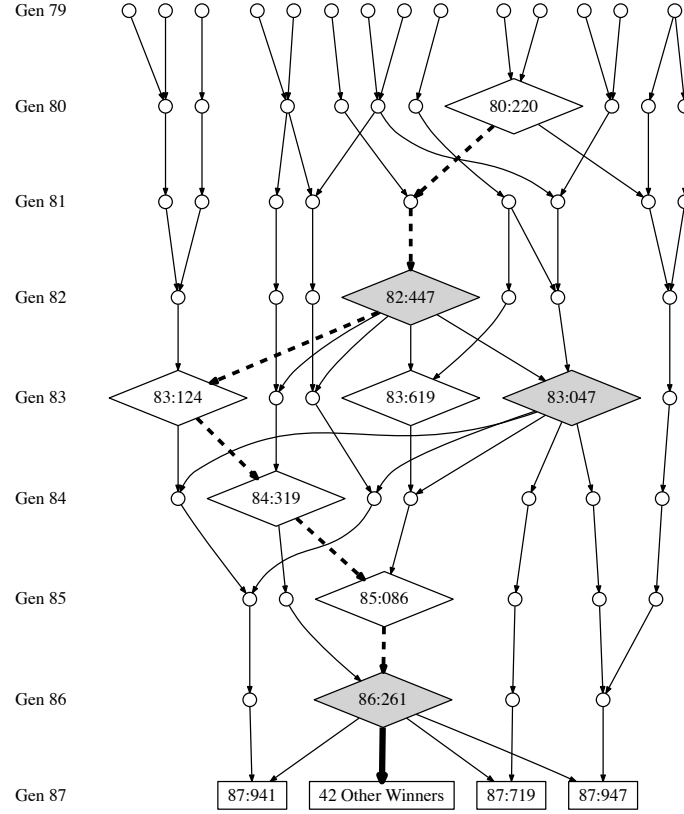 Gen 79
Gen 80
80:220
Gen 81
Gen 82
82:447
Gen 83
83:124
83:619
83:047
Gen 84
84:319
Gen 85
85:086
Gen 86
86:261
Gen 87
87:941
42 Other Winners
87:719
87:947